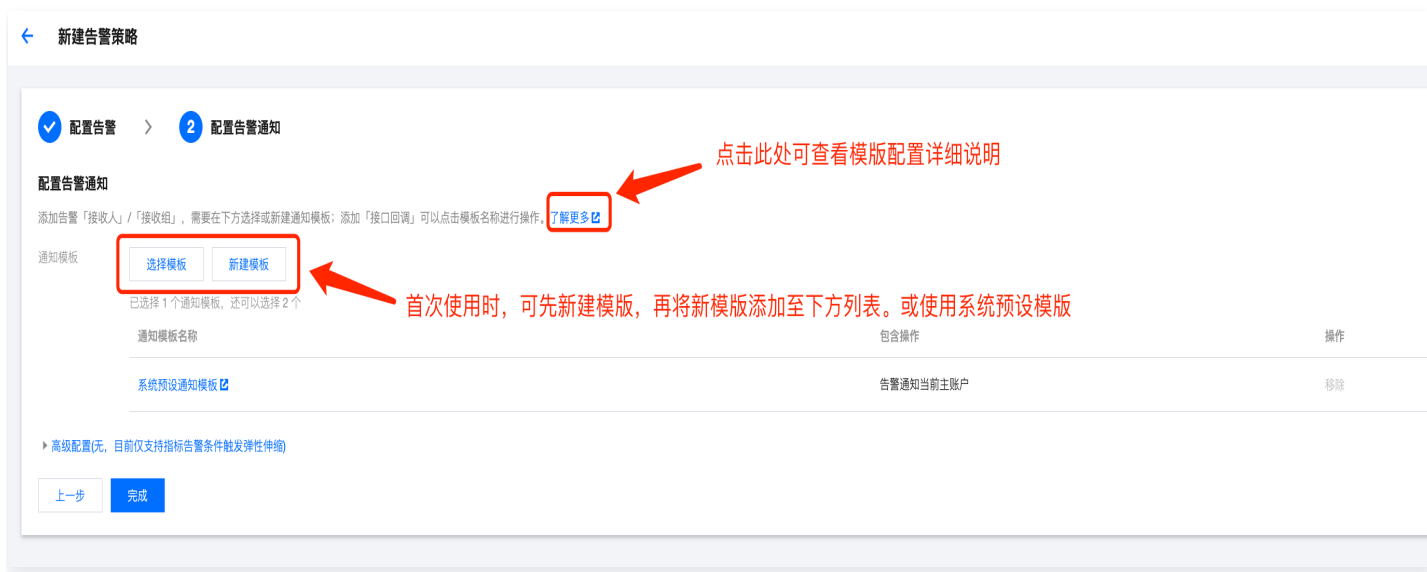 新建告警策略
配置告警
2 配置告警通知
点击此处可查看模版配置详细说明
配置告警通知
添加告警「接收人」/「接收组」,需要在下方选择或新建通知模板;添加「接口回调」可以点击模板名称进行操作。了解更多
通知模板 选择模板 新建模板
已选择 1 个通知模板,还可以选择 2 个
首次使用时,可先新建模版,再将新模版添加至下方列表。或使用系统预设模版
通知模板名称 包含操作 操作
系统预设通知模板 告警通知当前主账户 移除
高级配置(无,目前仅支持指标告警条件触发弹性伸缩)
上一步 完成